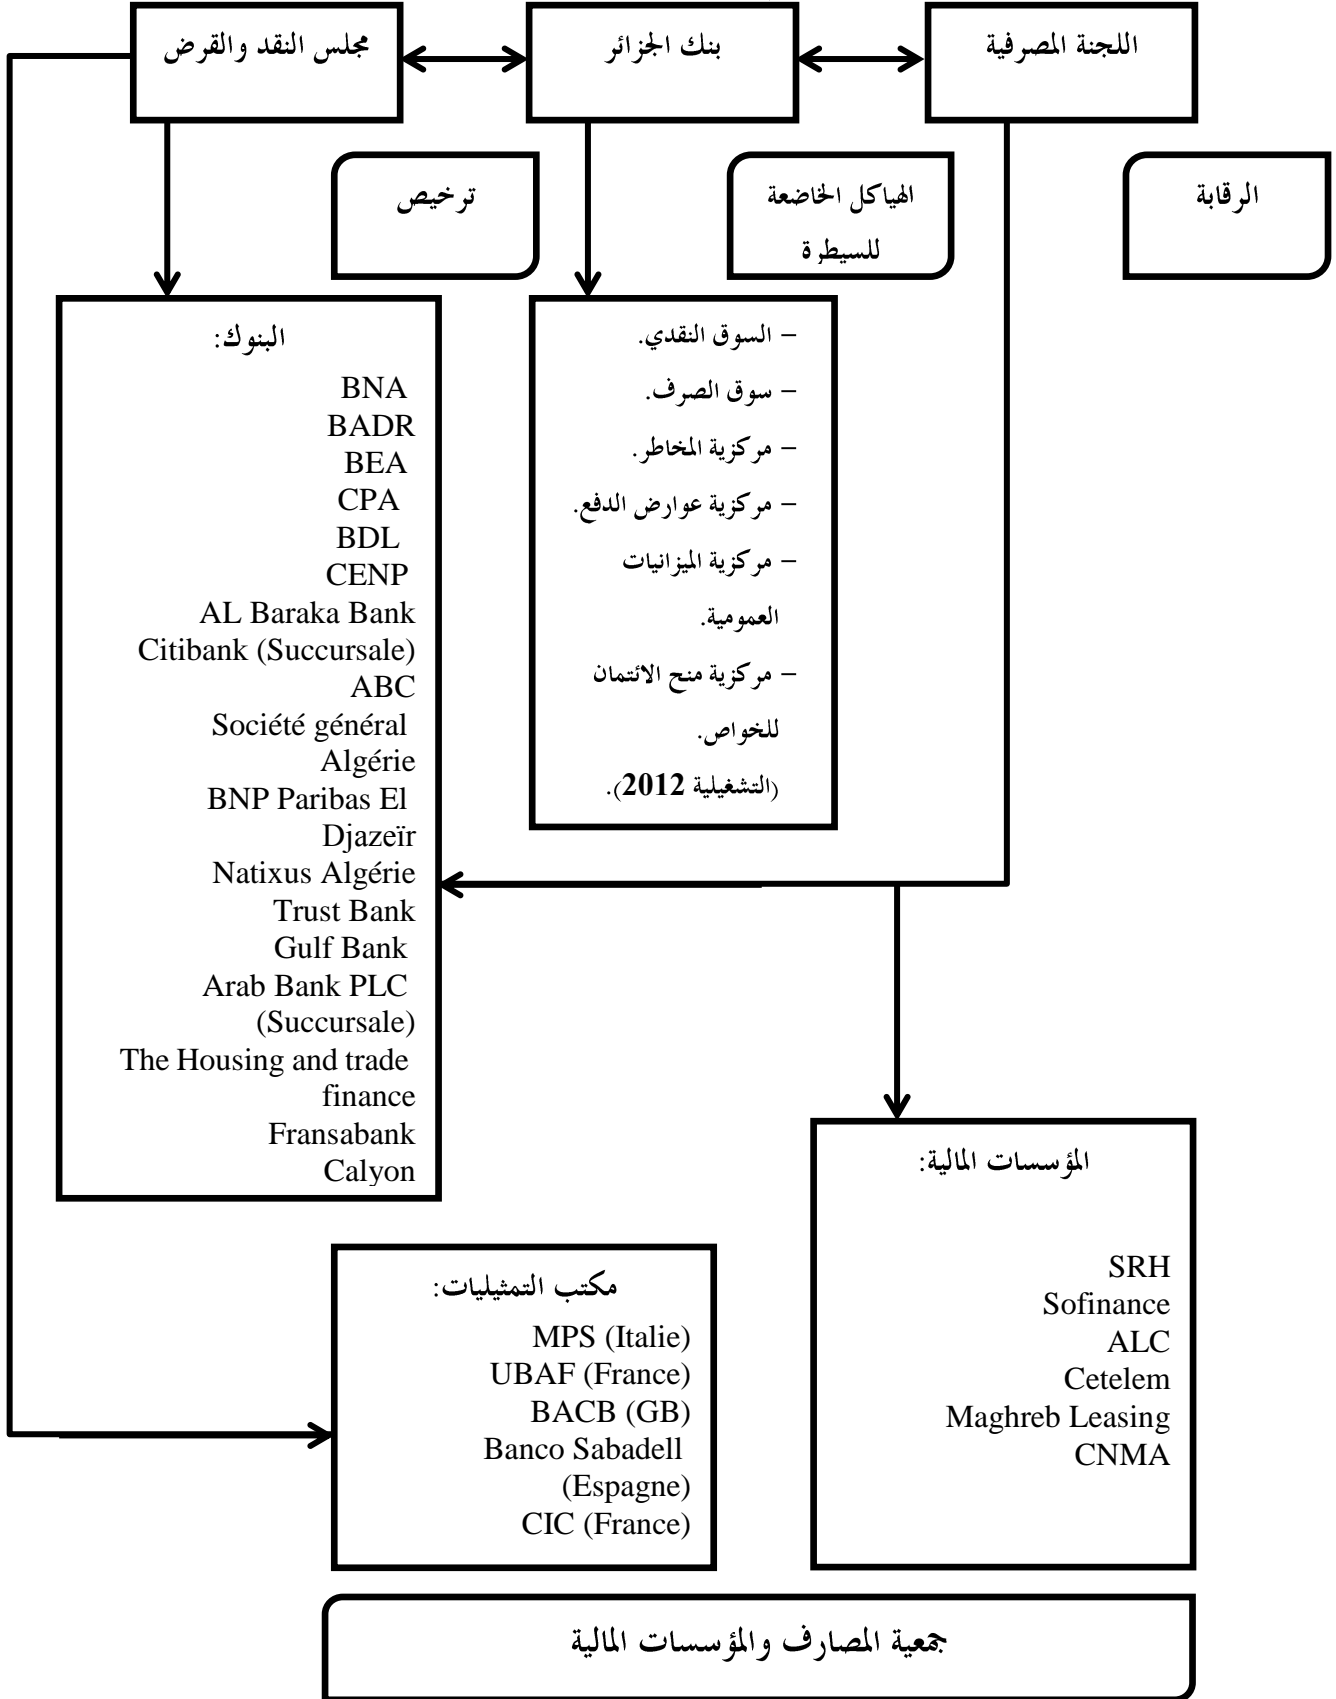 اللجنة المصرفية
بنك الجزائر
مجلس النقد والقرض
الرقابة
الهياكل الخاضعة
للسيطرة
ترخيص
– السوق النقدي.
– سوق الصرف.
– مركزية المخاطر.
– مركزية عوارض الدفع.
– مركزية الميزانيات
العمومية.
– مركزية منح الائتمان
للخواص.
(التشغيلية 2012).
البنوك:
BNA
BADR
BEA
CPA
BDL
CENP
AL Baraka Bank
Citibank (Succursale)
ABC
Société général
Algérie
BNP Paribas El
Djazeïr
Natixus Algérie
Trust Bank
Gulf Bank
Arab Bank PLC
(Succursale)
The Housing and trade
finance
Fransabank
Calyon
المؤسسات المالية:
SRH
Sofinance
ALC
Cetelem
Maghreb Leasing
CNMA
مكتب التمثيليات:
MPS (Italie)
UBAF (France)
BACB (GB)
Banco Sabadell
(Espagne)
CIC (France)
جمعية المصارف والمؤسسات المالية